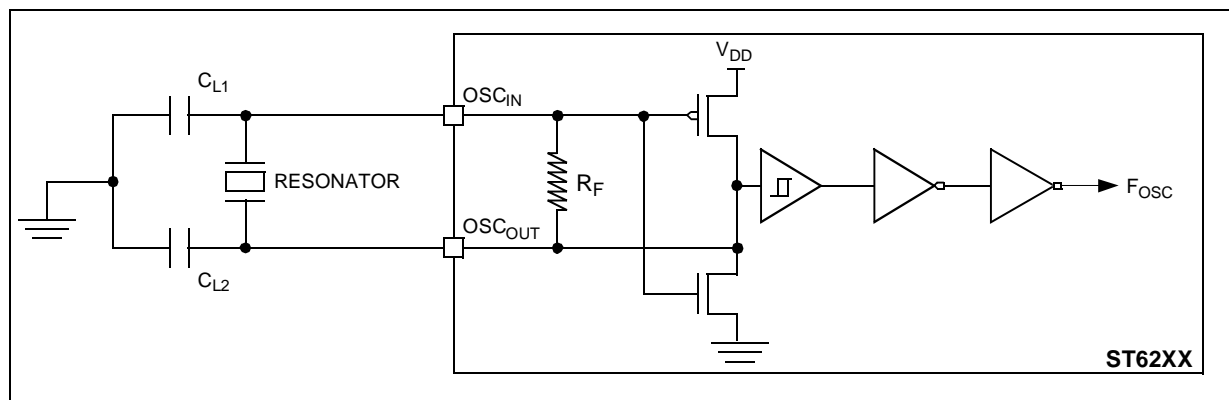 V_DD
C_L1
OSC_IN
RESONATOR
R_F
F_OSC
OSC_OUT
C_L2
ST62XX